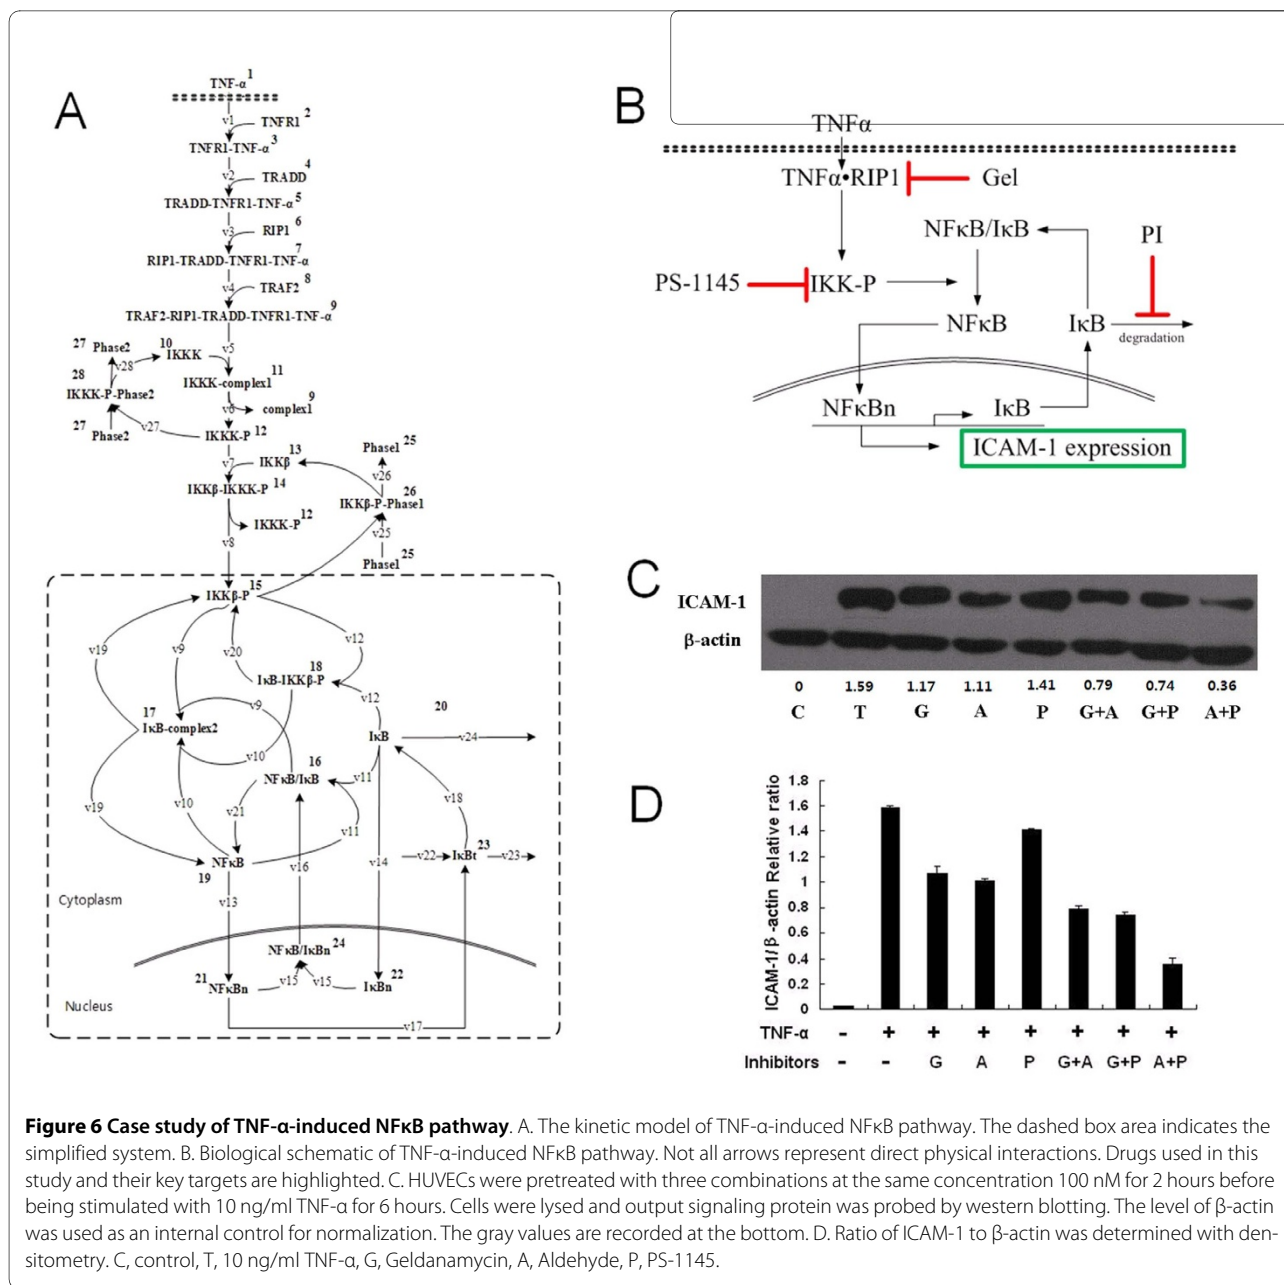 A
TNF-α 1
v1 TNFR1 2
TNFR1-TNF-α 3
v2 TRADD 4
TRADD-TNFR1-TNF-α 5
v3 RIP1 6
RIP1-TRADD-TNFR1-TNF-α 7
v4 TRAF2 8
TRAF2-RIP1-TRADD-TNFR1-TNF-α 9
v5
27 Phase2
10 IKKK
v28
28
IKKK-P-Phase2
IKKK-complex1 11
v6 complex1 9
27 Phase2
v27
IKKK-P 12
v7 IKKβ 13
Phase1 25
v26
IKKβ-IKKK-P 14
IKKβ-P-Phase1 26
IKKK-P 12
v8
v25
Phase1 25
IKKβ-P 15
v19
v9
v20
v12
IκB-IKKβ-P 18
v12
17
IκB-complex2
v9
20
IκB
v24
v10
16
NFκB/IκB
v11
v19
v10
v21
v11
v18
NFκB
19
v16
v14
v22
IκBt 23
v23
Cytoplasm
v13
NF𝜅B/IκBn 24
21 NFκBn
v15
v15
22
IκBn
Nucleus
v17
B
TNFα
TNFα•RIP1
Gel
NFκB/IκB
PI
PS-1145
IKK-P
NFκB
IκB
degradation
NFκBn
IκB
ICAM-1 expression
C
ICAM-1
β-actin
0 1.59 1.17 1.11 1.41 0.79 0.74 0.36
C T G A P G+A G+P A+P
D
ICAM-1/β-actin Relative ratio
1.8
1.6
1.4
1.2
1
0.8
0.6
0.4
0.2
0
TNF-α - + + + + + + +
Inhibitors - - G A P G+A G+P A+P
Figure 6 Case study of TNF-α-induced NFκB pathway. A. The kinetic model of TNF-α-induced NFκB pathway. The dashed box area indicates the
simplified system. B. Biological schematic of TNF-α-induced NFκB pathway. Not all arrows represent direct physical interactions. Drugs used in this
study and their key targets are highlighted. C. HUVECs were pretreated with three combinations at the same concentration 100 nM for 2 hours before
being stimulated with 10 ng/ml TNF-α for 6 hours. Cells were lysed and output signaling protein was probed by western blotting. The level of β-actin
was used as an internal control for normalization. The gray values are recorded at the bottom. D. Ratio of ICAM-1 to β-actin was determined with den-
sitometry. C, control, T, 10 ng/ml TNF-α, G, Geldanamycin, A, Aldehyde, P, PS-1145.